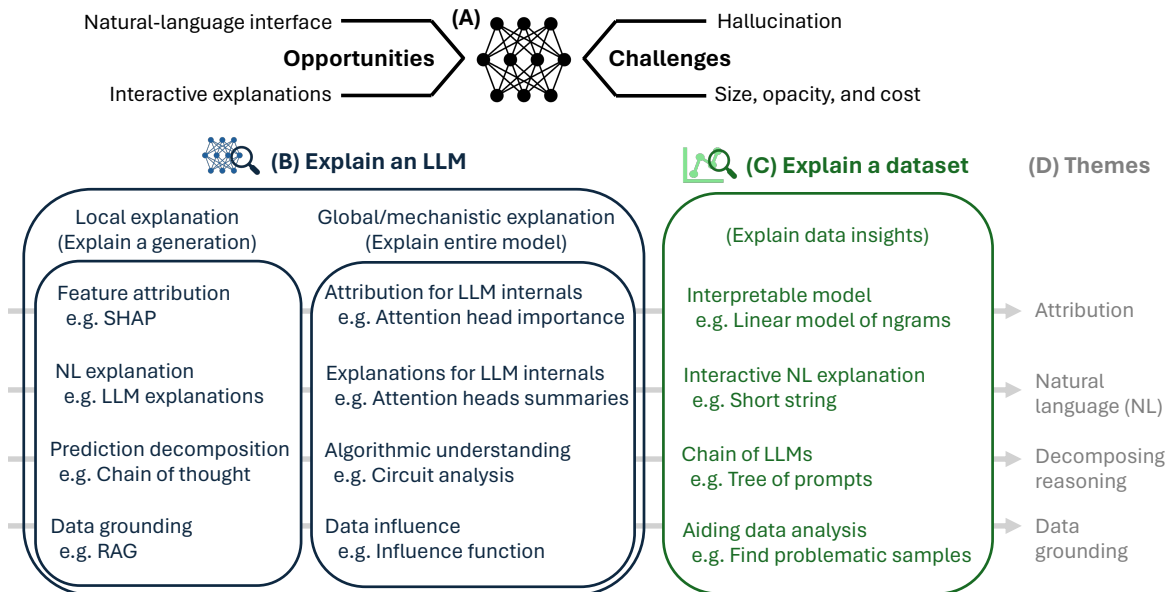 (A)
Natural-language interface
Opportunities
Interactive explanations
Hallucination
Challenges
Size, opacity, and cost
(B) Explain an LLM
(C) Explain a dataset
(D) Themes
Local explanation
(Explain a generation)
Global/mechanistic explanation
(Explain entire model)
(Explain data insights)
Feature attribution
e.g. SHAP
Attribution for LLM internals
e.g. Attention head importance
Interpretable model
e.g. Linear model of ngrams
Attribution
NL explanation
e.g. LLM explanations
Explanations for LLM internals
e.g. Attention heads summaries
Interactive NL explanation
e.g. Short string
Natural
language (NL)
Prediction decomposition
e.g. Chain of thought
Algorithmic understanding
e.g. Circuit analysis
Chain of LLMs
e.g. Tree of prompts
Decomposing
reasoning
Data grounding
e.g. RAG
Data influence
e.g. Influence function
Aiding data analysis
e.g. Find problematic samples
Data
grounding